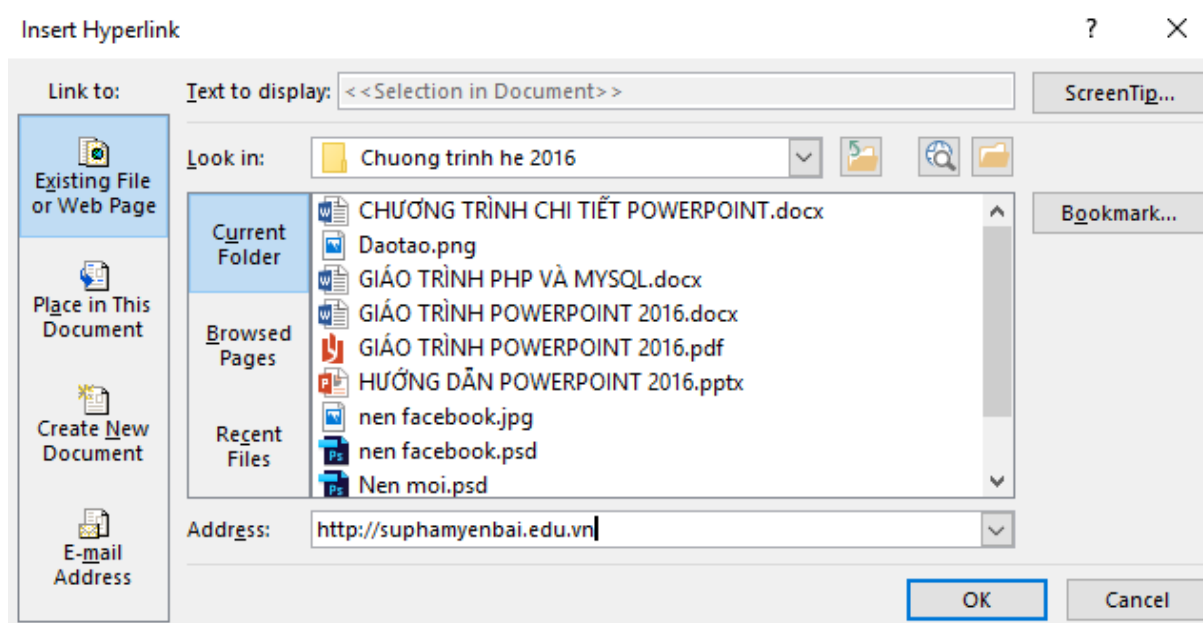 Insert Hyperlink
?
Link to:
Text to display: <<Selection in Document>>
ScreenTip...
Existing File
or Web Page
Look in:
Chuong trinh he 2016
Current
Folder
CHƯƠNG TRÌNH CHI TIẾT POWERPOINT.docx
Daotao.png
GIÁO TRÌNH PHP VÀ MYSQL.docx
GIÁO TRÌNH POWERPOINT 2016.docx
GIÁO TRÌNH POWERPOINT 2016.pdf
HƯỚNG DẪN POWERPOINT 2016.pptx
nen facebook.jpg
nen facebook.psd
Nen moi.psd
Bookmark...
Place in This
Document
Browsed
Pages
Create New
Document
Recent
Files
E-mail
Address
Address:
http://suphamyenbai.edu.vn
OK
Cancel